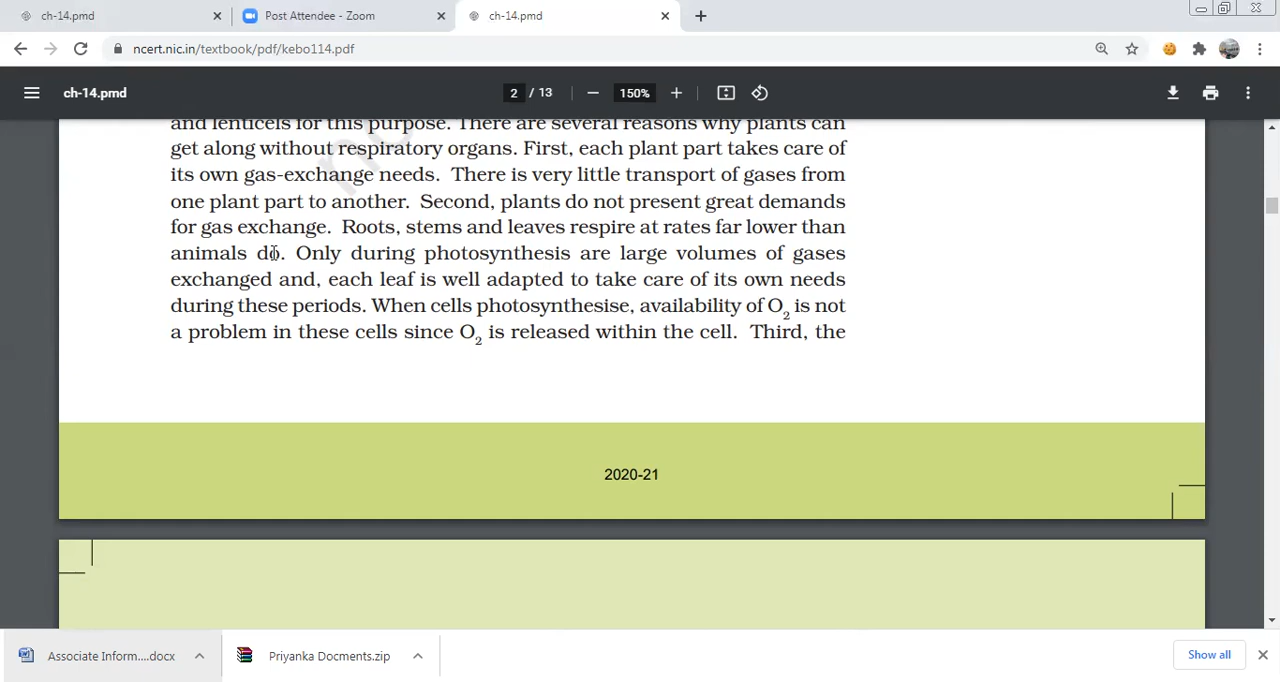 ch-14.pmd
Post Attendee - Zoom
ch-14.pmd
ncert.nic.in/textbook/pdf/kebo114.pdf
ch-14.pmd
2 / 13
150%
and lenticels for this purpose. There are several reasons why plants can
get along without respiratory organs. First, each plant part takes care of
its own gas-exchange needs. There is very little transport of gases from
one plant part to another. Second, plants do not present great demands
for gas exchange. Roots, stems and leaves respire at rates far lower than
animals do. Only during photosynthesis are large volumes of gases
exchanged and, each leaf is well adapted to take care of its own needs
during these periods. When cells photosynthesise, availability of O₂ is not
a problem in these cells since O₂ is released within the cell. Third, the
2020-21
Associate Inform....docx
Priyanka Docments.zip
Show all